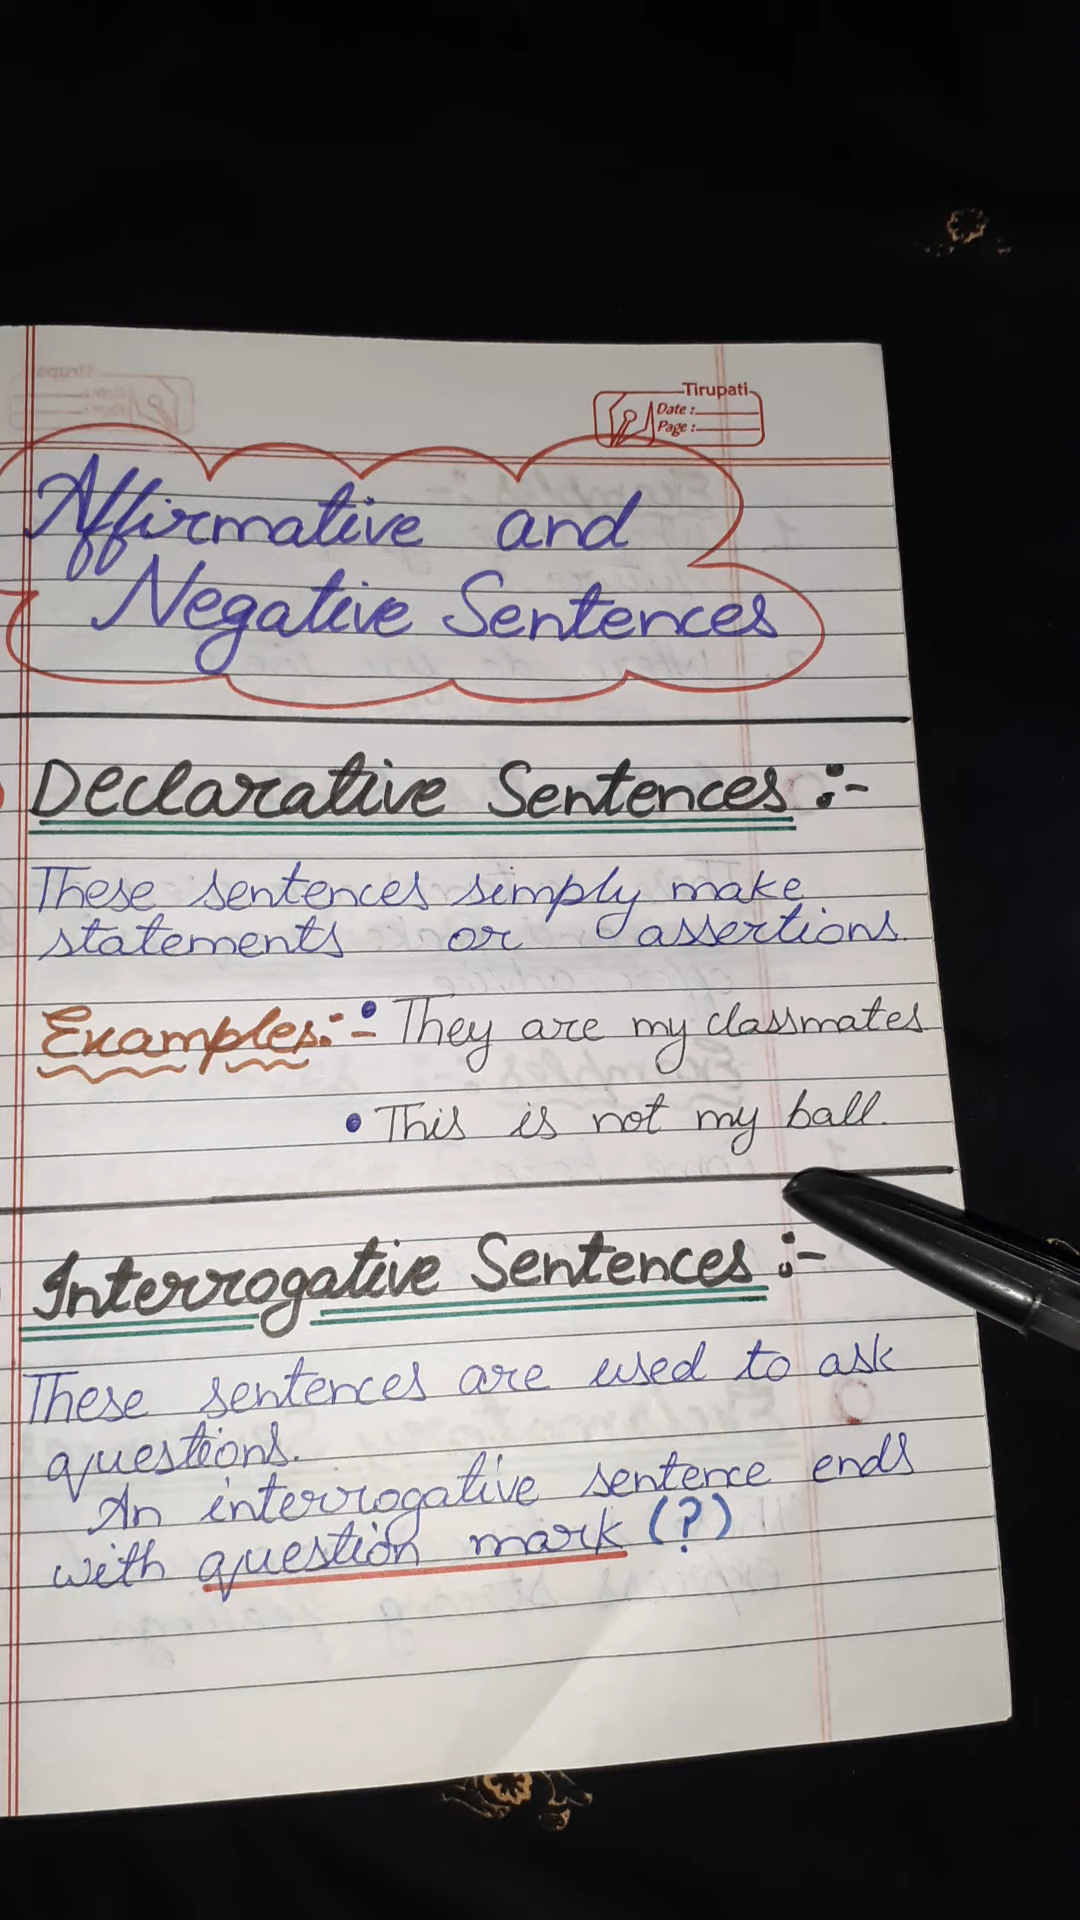 Tirupati
Date :
Page :
Affirmative and
Negative Sentences
Declarative Sentences :-
These sentences simply make
statements or assertions.
Examples:- • They are my classmates
• This is not my ball.
Interrogative Sentences :-
These sentences are used to ask
questions.
An interrogative sentence ends
with question mark (?)